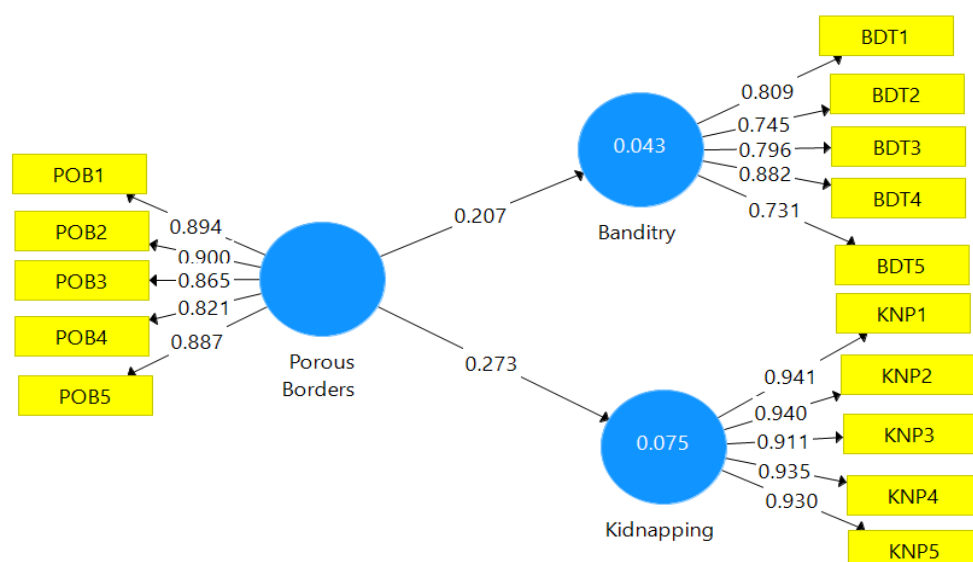 POB1
POB2
POB3
POB4
POB5
0.894
0.900
0.865
0.821
0.887
Porous
Borders
0.207
0.273
0.043
Banditry
0.075
Kidnapping
0.809
0.745
0.796
0.882
0.731
BDT1
BDT2
BDT3
BDT4
BDT5
0.941
0.940
0.911
0.935
0.930
KNP1
KNP2
KNP3
KNP4
KNP5